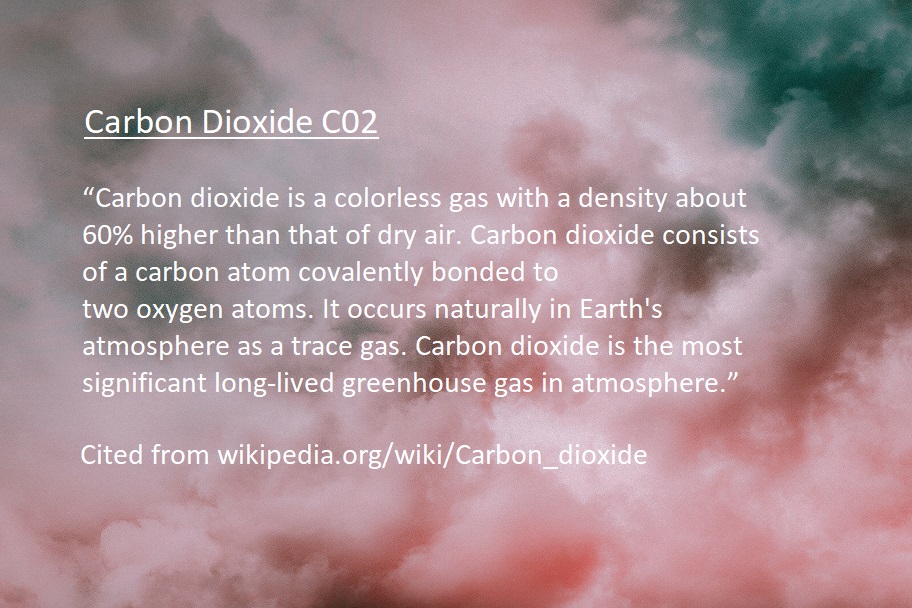 Carbon Dioxide C02
“Carbon dioxide is a colorless gas with a density about
60% higher than that of dry air. Carbon dioxide consists
of a carbon atom covalently bonded to
two oxygen atoms. It occurs naturally in Earth's
atmosphere as a trace gas. Carbon dioxide is the most
significant long-lived greenhouse gas in atmosphere.”
Cited from wikipedia.org/wiki/Carbon_dioxide